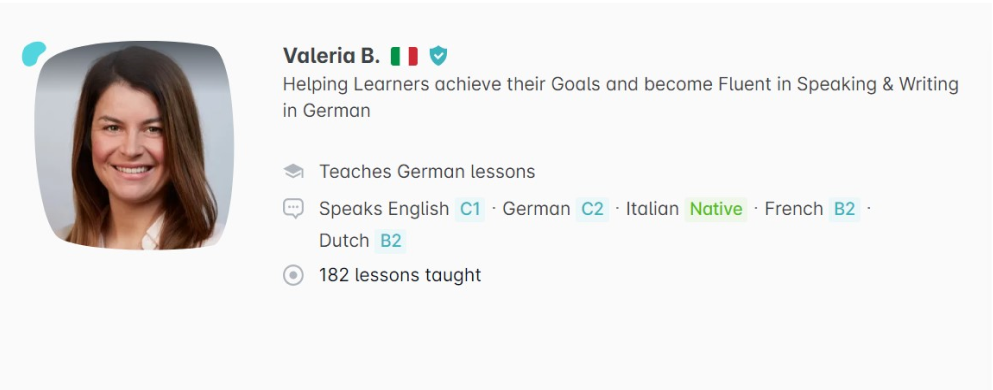 Valeria B.
Helping Learners achieve their Goals and become Fluent in Speaking & Writing
in German
Teaches German lessons
Speaks English C1 · German C2 · Italian Native · French B2 ·
Dutch B2
182 lessons taught